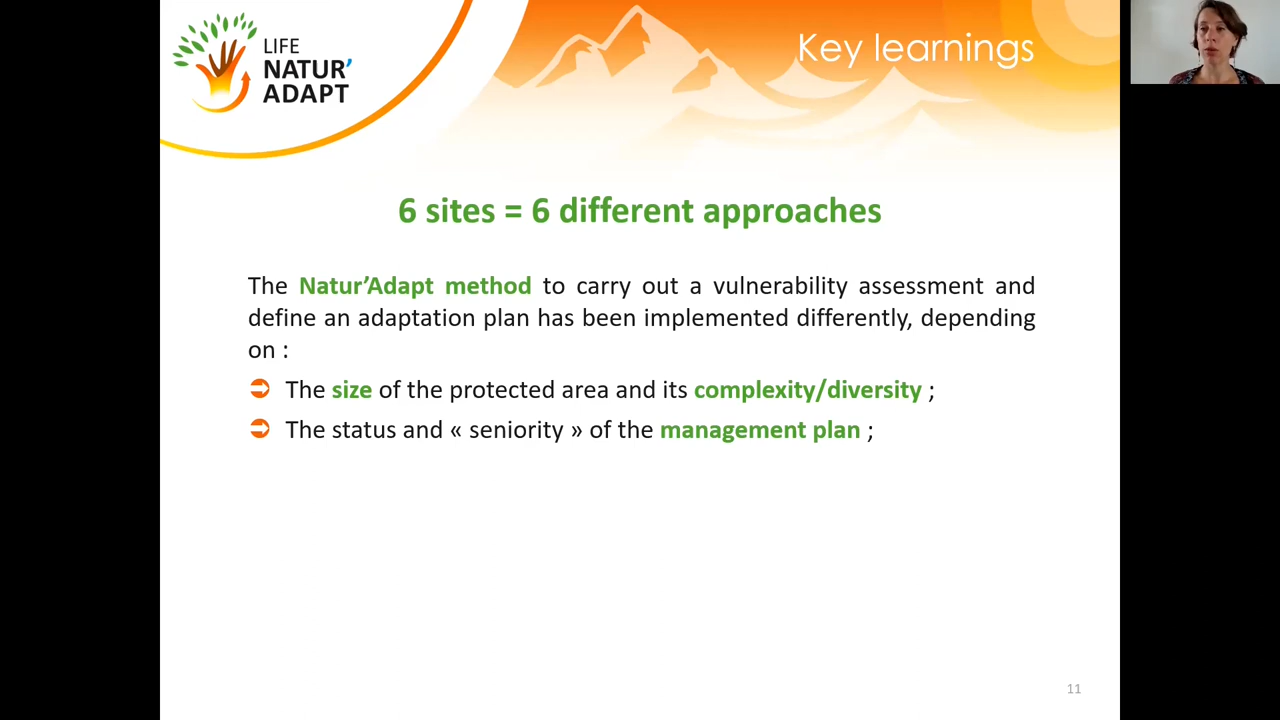 LIFE
NATUR'
ADAPT
Key learnings
6 sites = 6 different approaches
The Natur’Adapt method to carry out a vulnerability assessment and
define an adaptation plan has been implemented differently, depending
on :
The size of the protected area and its complexity/diversity ;
The status and « seniority » of the management plan ;
11